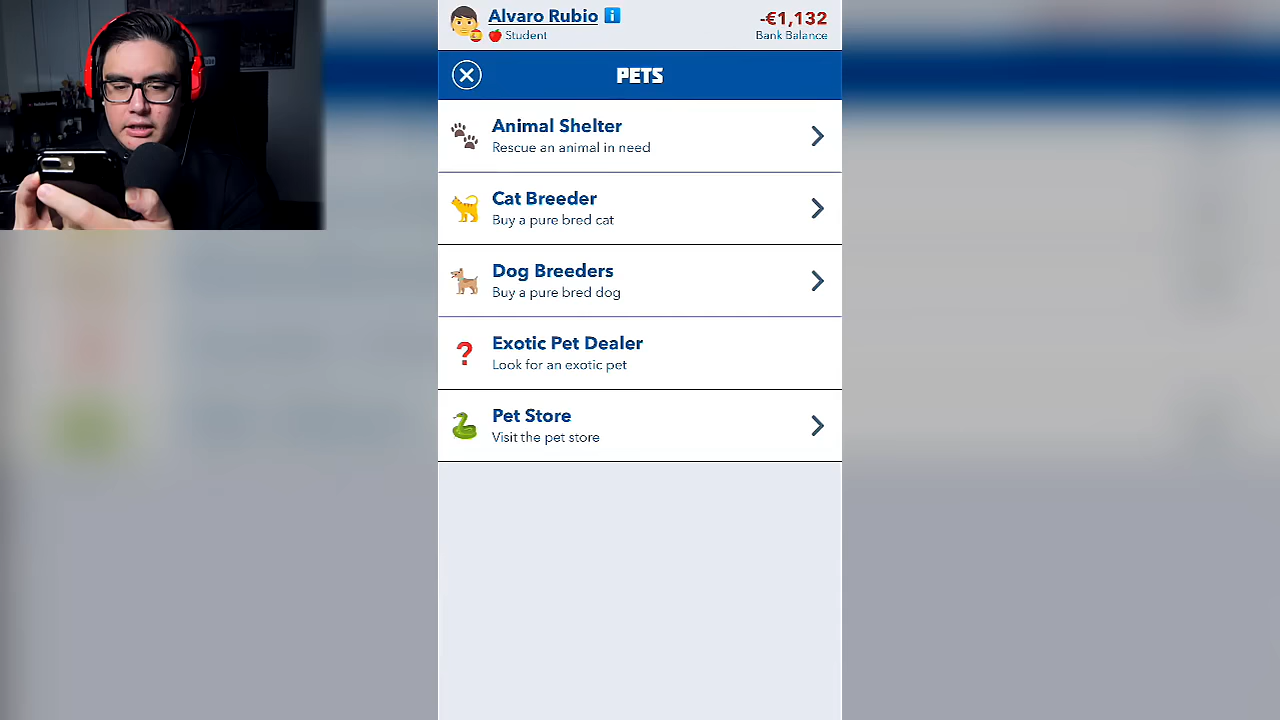 Alvaro Rubio
-€1,132
Student
Bank Balance
PETS
Animal Shelter
Rescue an animal in need
Cat Breeder
Buy a pure bred cat
Dog Breeders
Buy a pure bred dog
Exotic Pet Dealer
Look for an exotic pet
Pet Store
Visit the pet store